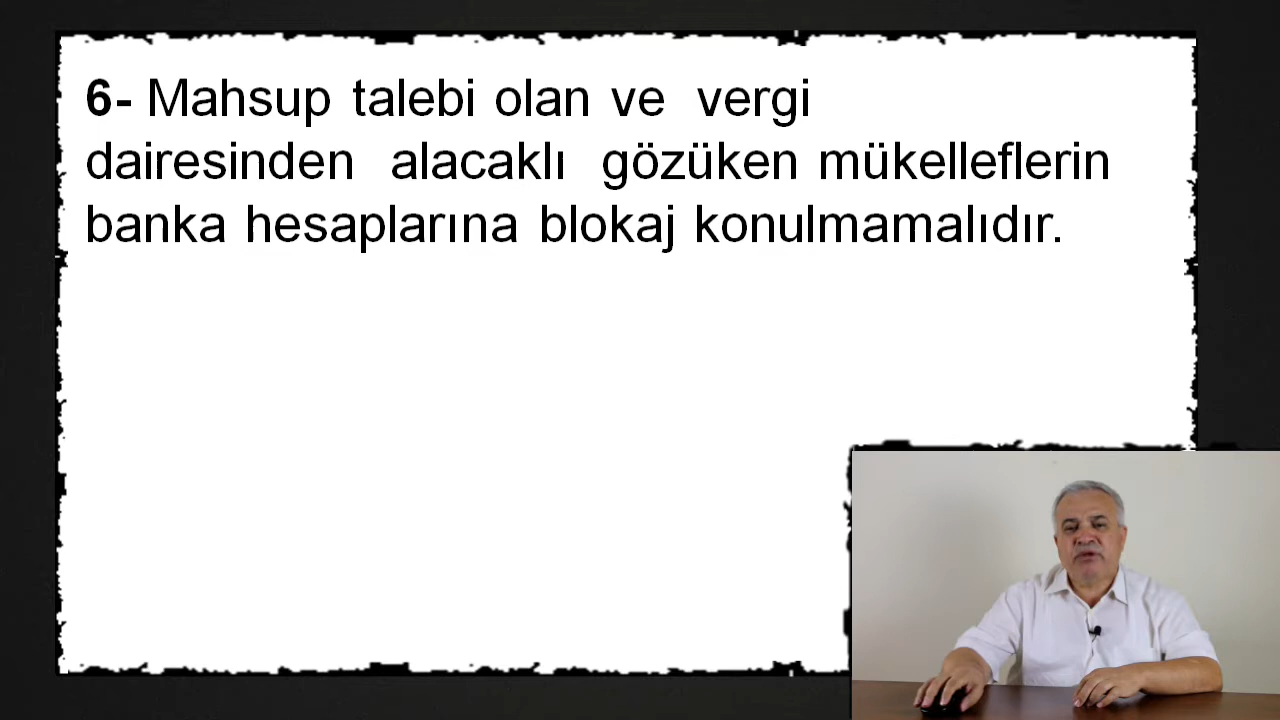 6- Mahsup talebi olan ve vergi
dairesinden alacaklı gözüken mükelleflerin
banka hesaplarına blokaj konulmamalıdır.